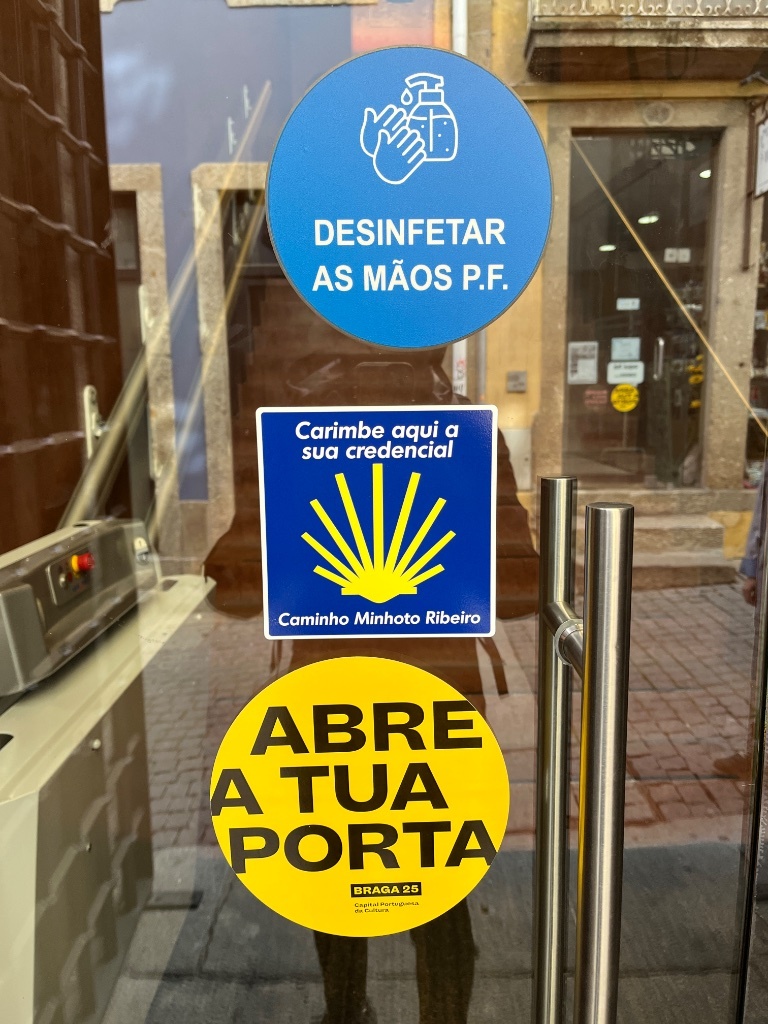 DESINFETAR
AS MÃOS P.F.
Carimbe aqui a
sua credencial
Caminho Minhoto Ribeiro
ABRE
A TUA
PORTA
BRAGA 25
Capital Portuguesa
da Cultura